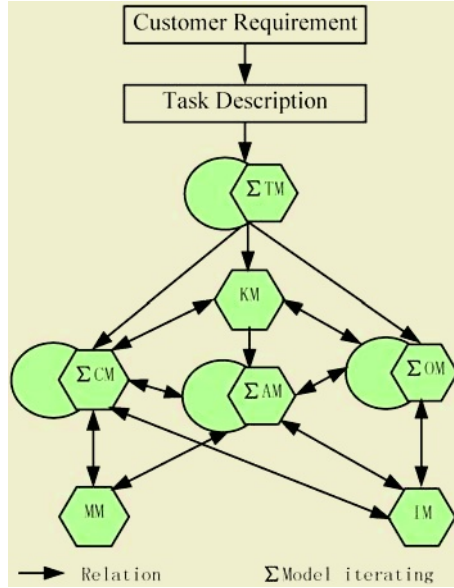 Customer Requirement
Task Description
ΣTM
KM
ΣCM
ΣAM
ΣOM
MM
IM
Relation
ΣModel iterating